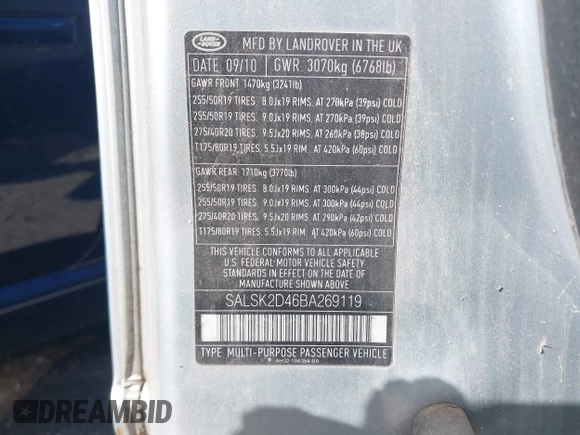 LAND
ROVER
MFD BY LANDROVER IN THE UK
DATE 09/10 GWR. 3070kg (6768lb)
GAWR FRONT 1470kg (3241lb)
255/50R19 TIRES 8.0Jx19 RIMS, AT 270kPa (39psi) COLD
255/50R19 TIRES, 9.0Jx19 RIMS, AT 270kPa (39psi) COLD
275/40R20 TIRES, 9.5Jx20 RIMS AT 260kPa (38psi) COLD
T175/80R19 TIRES, 5.5Jx19 RIM, AT 420kPa (60psi) COLD
GAWR REAR 1710kg (3770lb)
255/50R19 TIRES 8.0Jx19 RIMS AT 300kPa (44psi) COLD
255/50R19 TIRES 9.0Jx19 RIMS AT 300kPa (44psi) COLD
275/40R20 TIRES, 9.5Jx20 RIMS AT 290kPa (42psi) COLD
T175/80R19 TIRES, 5.5Jx19 RIM, AT 420kPa (60psi) COLD
THIS VEHICLE CONFORMS TO ALL APPLICABLE
U.S. FEDERAL MOTOR VEHICLE SAFETY
STANDARDS IN EFFECT ON THE DATE OF
MANUFACTURE SHOWN ABOVE
SALSK2D46BA269119
TYPE MULTI-PURPOSE PASSENGER VEHICLE
DREAMBID